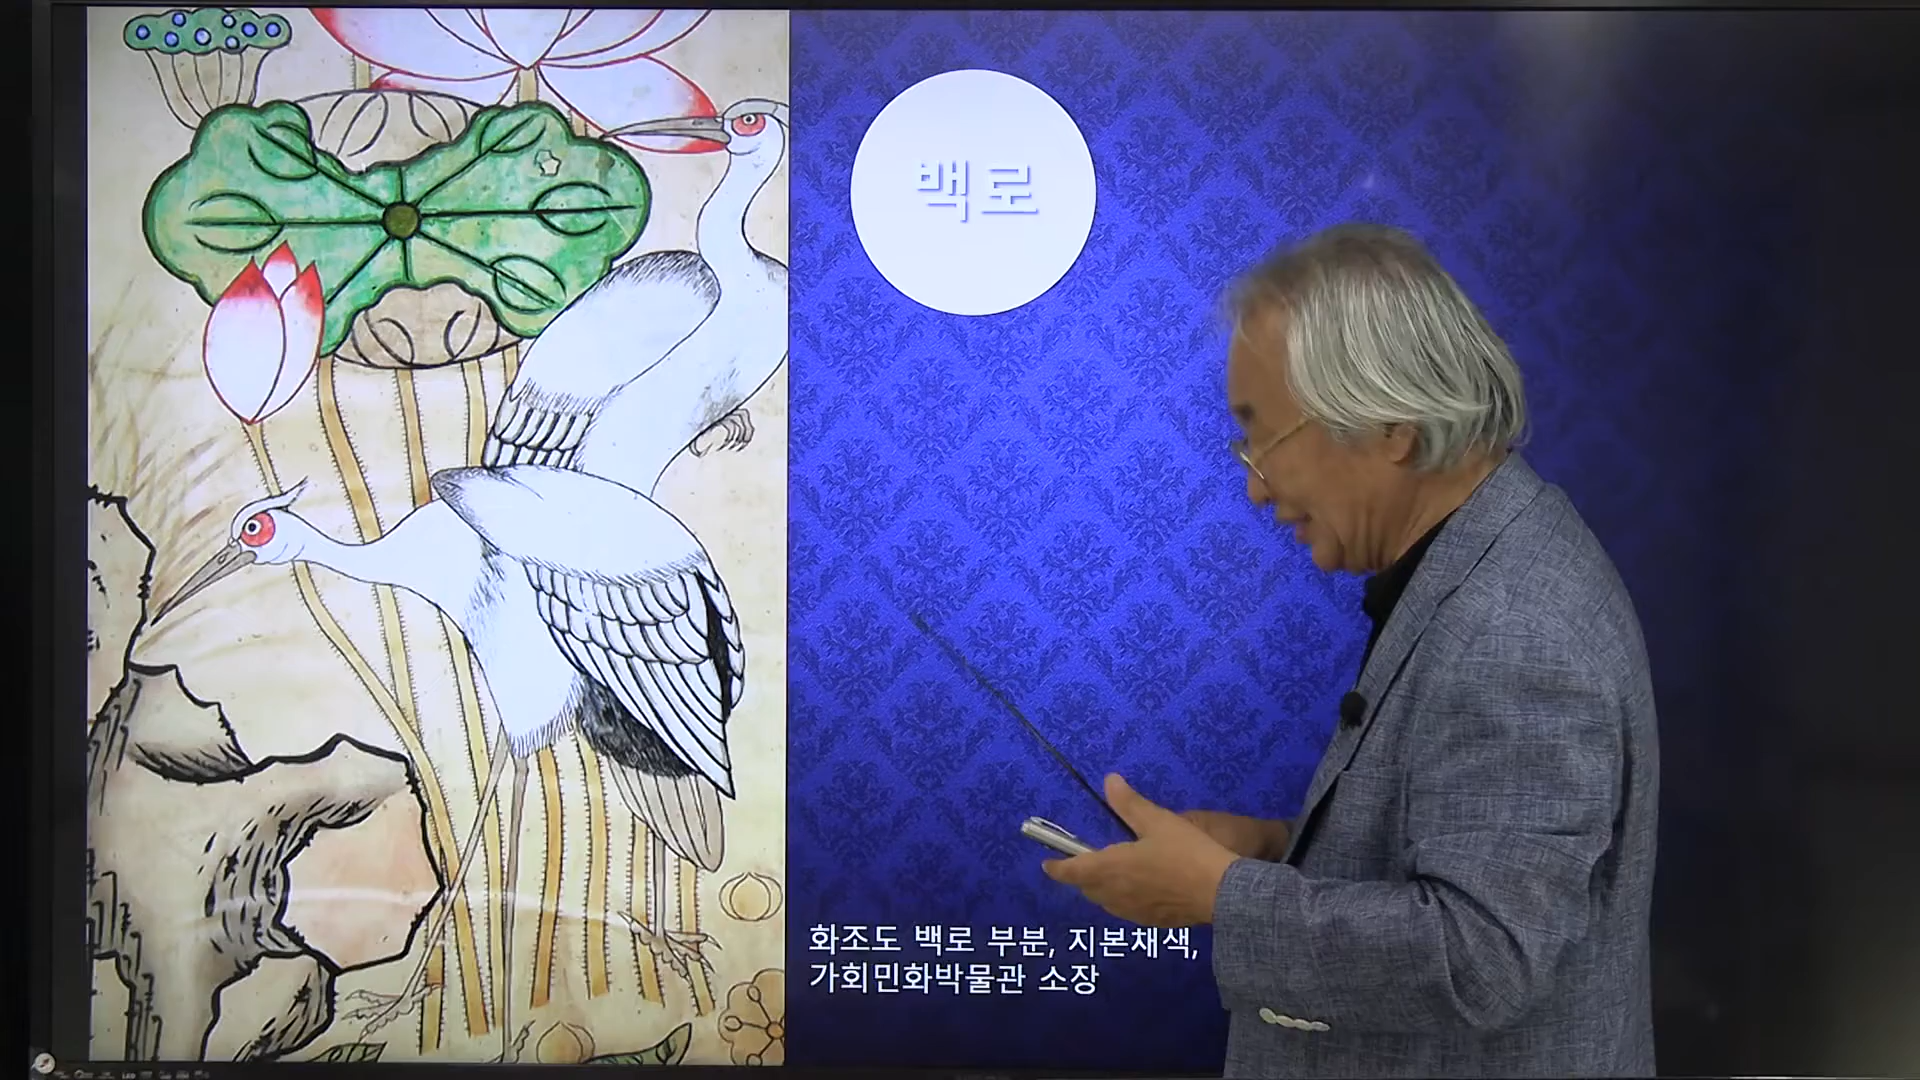 백로
화조도 백로 부분, 지본채색,
가회민화박물관 소장